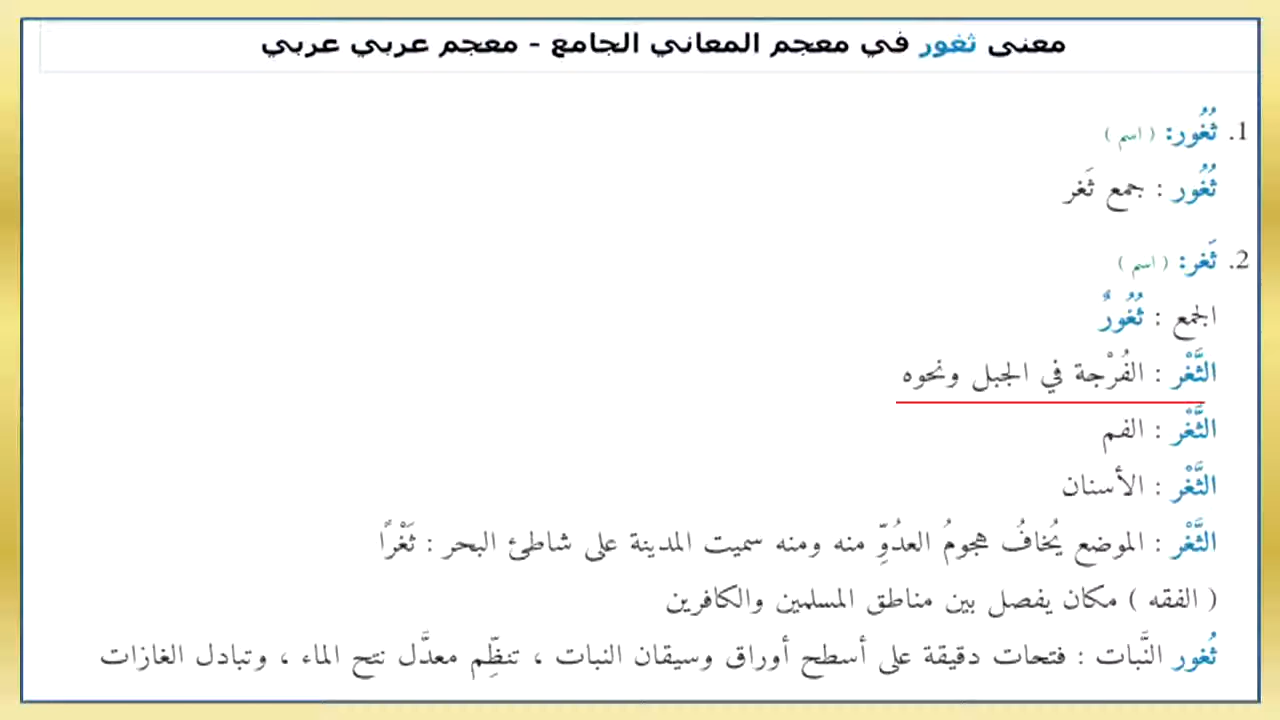 معنى ثغور في معجم المعاني الجامع - معجم عربي عربي
1. ثُغُور: ( اسم )
ثُغُور : جمع ثَغر
2. ثَغر: ( اسم )
الجمع : ثُغُورٌ
الثَّغْر : الفُرْجة في الجبل ونحوه
الثَّغْر : الفم
الثَّغْر : الأسنان
الثَّغْر : الموضع يُخافُ هجومُ العدُوِّ منه ومنه سميت المدينة على شاطئ البحر : ثَغْرًا
( الفقه ) مكان يفصل بين مناطق المسلمين والكافرين
ثُغور النَّبات : فتحات دقيقة على أسطح أوراق وسيقان النبات ، تنظِّم معدَّل نتح الماء ، وتبادل الغازات